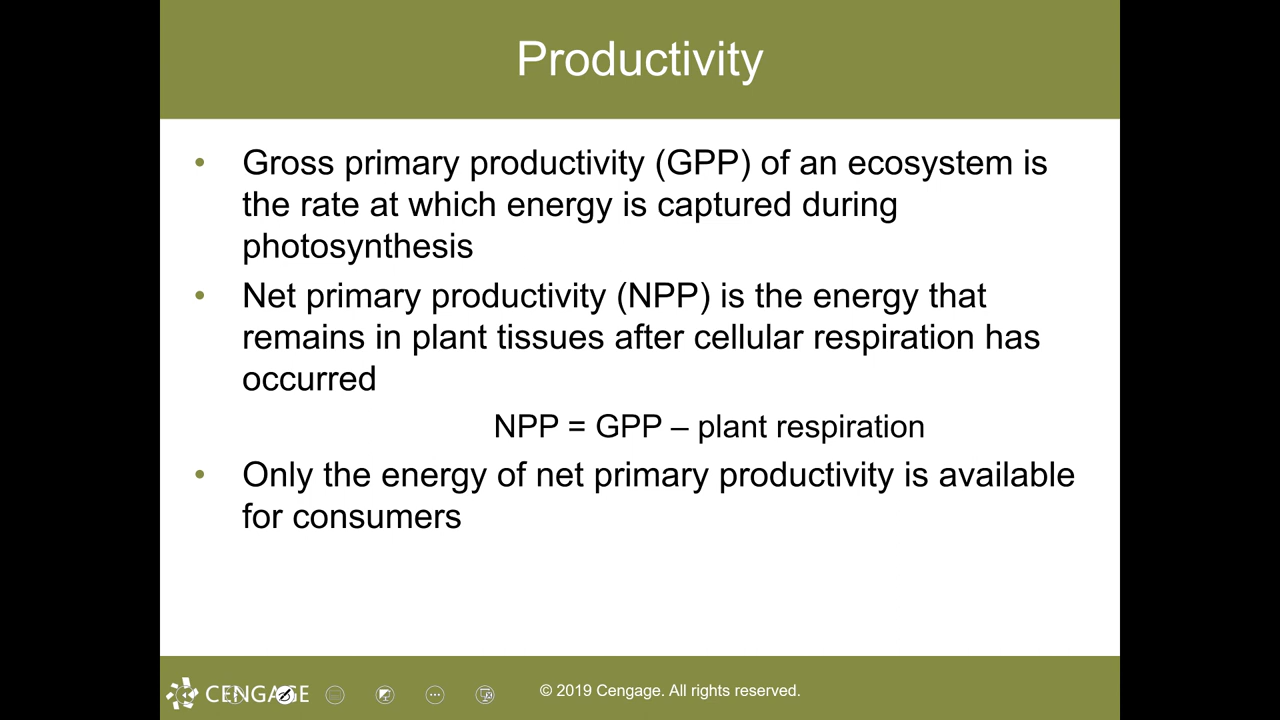 Productivity
• Gross primary productivity (GPP) of an ecosystem is
the rate at which energy is captured during
photosynthesis
• Net primary productivity (NPP) is the energy that
remains in plant tissues after cellular respiration has
occurred
NPP = GPP – plant respiration
• Only the energy of net primary productivity is available
for consumers
CENGAGE
© 2019 Cengage. All rights reserved.